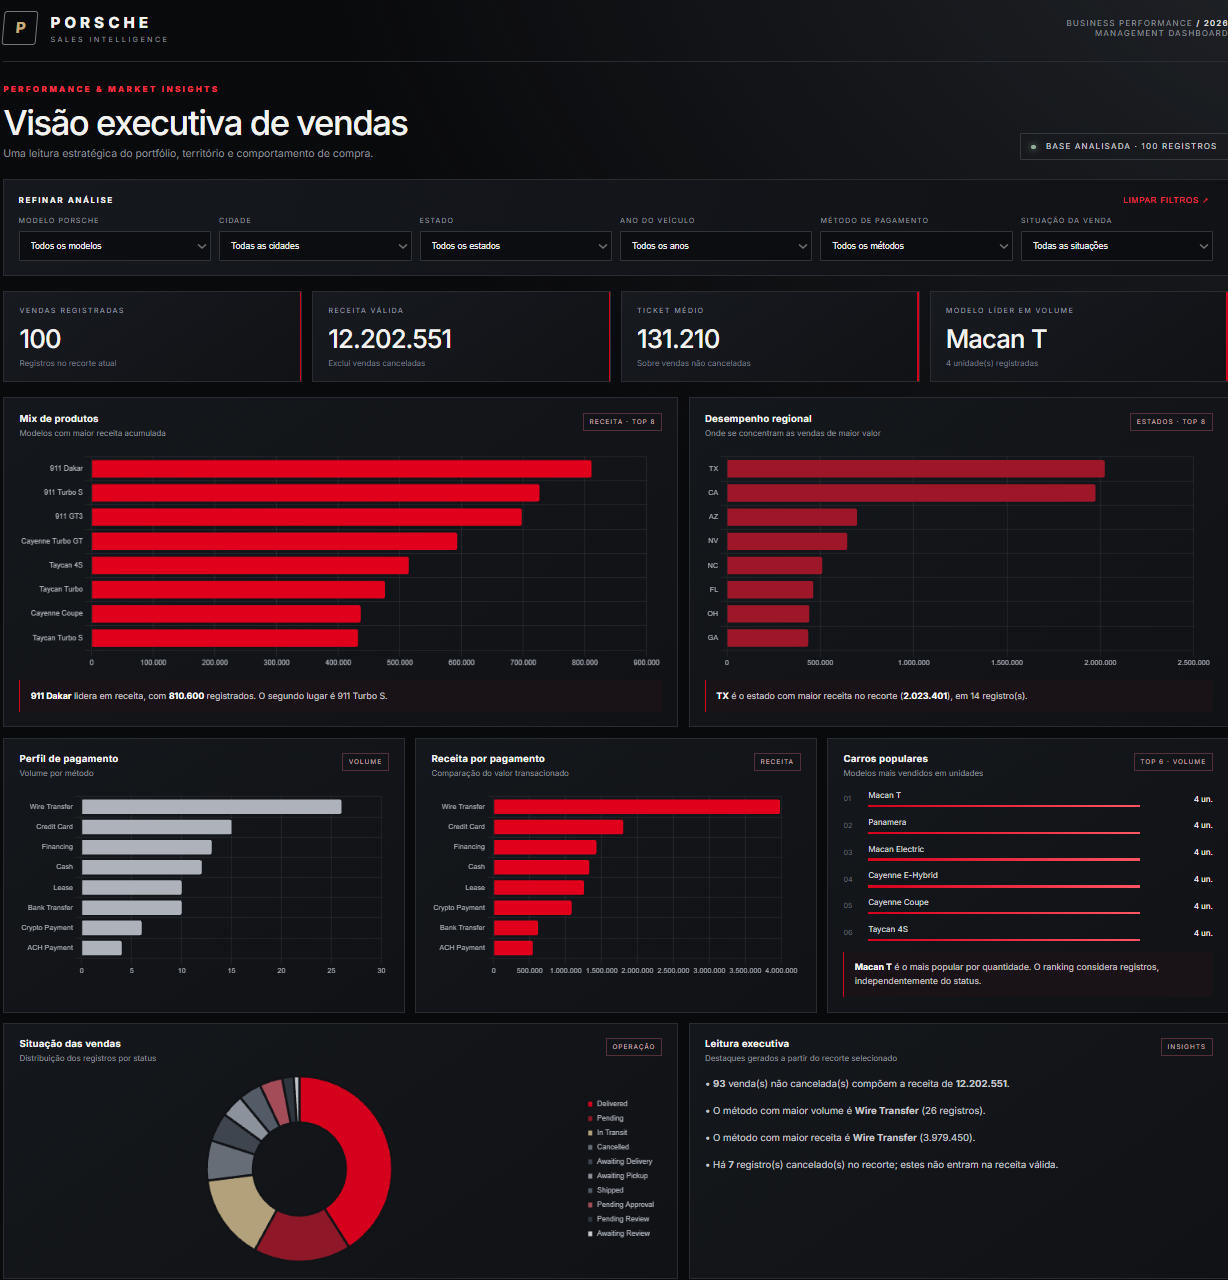 P
PORSCHE
SALES INTELLIGENCE
BUSINESS PERFORMANCE / 2026
MANAGEMENT DASHBOARD
PERFORMANCE & MARKET INSIGHTS
Visão executiva de vendas
Uma leitura estratégica do portfólio, território e comportamento de compra.
BASE ANALISADA · 100 REGISTROS
REFINAR ANÁLISE
LIMPAR FILTROS ↗
MODELO PORSCHE
CIDADE
ESTADO
ANO DO VEÍCULO
MÉTODO DE PAGAMENTO
SITUAÇÃO DA VENDA
Todos os modelos
Todas as cidades
Todos os estados
Todos os anos
Todos os métodos
Todas as situações
VENDAS REGISTRADAS
100
Registros no recorte atual
RECEITA VÁLIDA
12.202.551
Exclui vendas canceladas
TICKET MÉDIO
131.210
Sobre vendas não canceladas
MODELO LÍDER EM VOLUME
Macan T
4 unidade(s) registradas
Mix de produtos
Modelos com maior receita acumulada
RECEITA · TOP 8
911 Dakar
911 Turbo S
911 GT3
Cayenne Turbo GT
Taycan 4S
Taycan Turbo
Cayenne Coupe
Taycan Turbo S
0 100.000 200.000 300.000 400.000 500.000 600.000 700.000 800.000 900.000
911 Dakar lidera em receita, com 810.600 registrados. O segundo lugar é 911 Turbo S.
Desempenho regional
Onde se concentram as vendas de maior valor
ESTADOS · TOP 8
TX
CA
AZ
NV
NC
FL
OH
GA
0 500.000 1.000.000 1.500.000 2.000.000 2.500.000
TX é o estado com maior receita no recorte (2.023.401), em 14 registro(s).
Perfil de pagamento
Volume por método
VOLUME
Wire Transfer
Credit Card
Financing
Cash
Lease
Bank Transfer
Crypto Payment
ACH Payment
0 5 10 15 20 25 30
Receita por pagamento
Comparação do valor transacionado
RECEITA
Wire Transfer
Credit Card
Financing
Cash
Lease
Crypto Payment
Bank Transfer
ACH Payment
0 500.000 1.000.000 1.500.000 2.000.000 2.500.000 3.000.000 3.500.000 4.000.000
Carros populares
Modelos mais vendidos em unidades
TOP 6 · VOLUME
01 Macan T 4 un.
02 Panamera 4 un.
03 Macan Electric 4 un.
04 Cayenne E-Hybrid 4 un.
05 Cayenne Coupe 4 un.
06 Taycan 4S 4 un.
Macan T é o mais popular por quantidade. O ranking considera registros,
independentemente do status.
Situação das vendas
Distribuição dos registros por status
OPERAÇÃO
Delivered
Pending
In Transit
Cancelled
Awaiting Delivery
Awaiting Pickup
Shipped
Pending Approval
Pending Review
Awaiting Review
Leitura executiva
Destaques gerados a partir do recorte selecionado
INSIGHTS
• 93 venda(s) não cancelada(s) compõem a receita de 12.202.551.
• O método com maior volume é Wire Transfer (26 registros).
• O método com maior receita é Wire Transfer (3.979.450).
• Há 7 registro(s) cancelado(s) no recorte; estes não entram na receita válida.